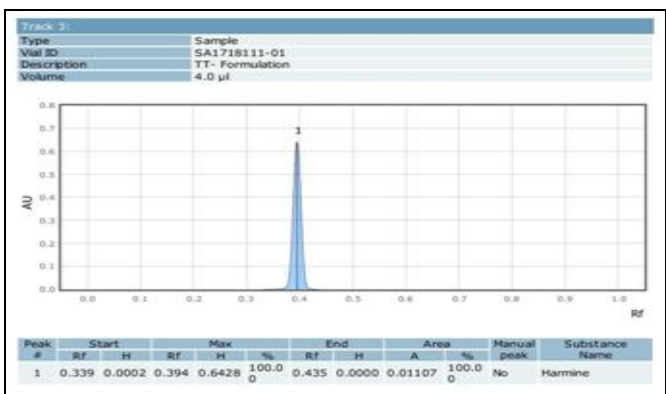 Track 3:
Type Sample
Vial ID SA1718111-01
Description TT- Formulation
Volume 4.0 µl
0.8
0.7
0.6
0.5
0.4
0.3
0.2
0.1
0.0
AU
1
0.0 0.1 0.2 0.3 0.4 0.5 0.6 0.7 0.8 0.9 1.0
Rf
Peak Start Max End Area Manual Substance
# Rf H Rf H % Rf H A % peak Name
1 0.339 0.0002 0.394 0.6428 100.0 0.435 0.0000 0.01107 100.0 No Harmine
0 0